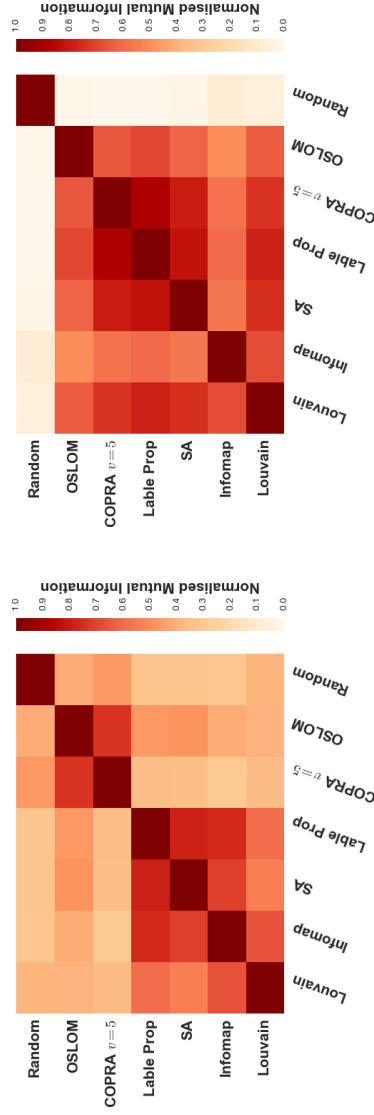 1.0
0.9
0.8
0.7
0.6
0.5
0.4
0.3
0.2
0.1
0.0
Normalised Mutual Information
Random
OSLOM
COPRA v=5
Lable Prop
SA
Infomap
Louvain
Louvain
Infomap
SA
Lable Prop
COPRA v=5
OSLOM
Random
1.0
0.9
0.8
0.7
0.6
0.5
0.4
0.3
0.2
0.1
0.0
Normalised Mutual Information
Random
OSLOM
COPRA v=5
Lable Prop
SA
Infomap
Louvain
Louvain
Infomap
SA
Lable Prop
COPRA v=5
OSLOM
Random